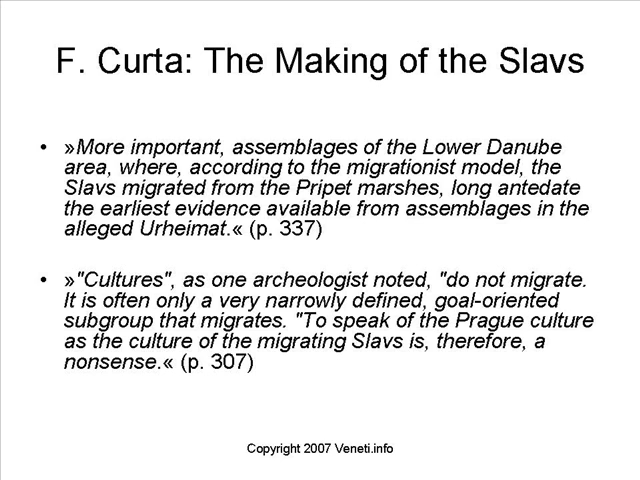 F. Curta: The Making of the Slavs
• »More important, assemblages of the Lower Danube
area, where, according to the migrationist model, the
Slavs migrated from the Pripet marshes, long antedate
the earliest evidence available from assemblages in the
alleged Urheimat.« (p. 337)
• »"Cultures", as one archeologist noted, "do not migrate.
It is often only a very narrowly defined, goal-oriented
subgroup that migrates. "To speak of the Prague culture
as the culture of the migrating Slavs is, therefore, a
nonsense.« (p. 307)
Copyright 2007 Veneti.info